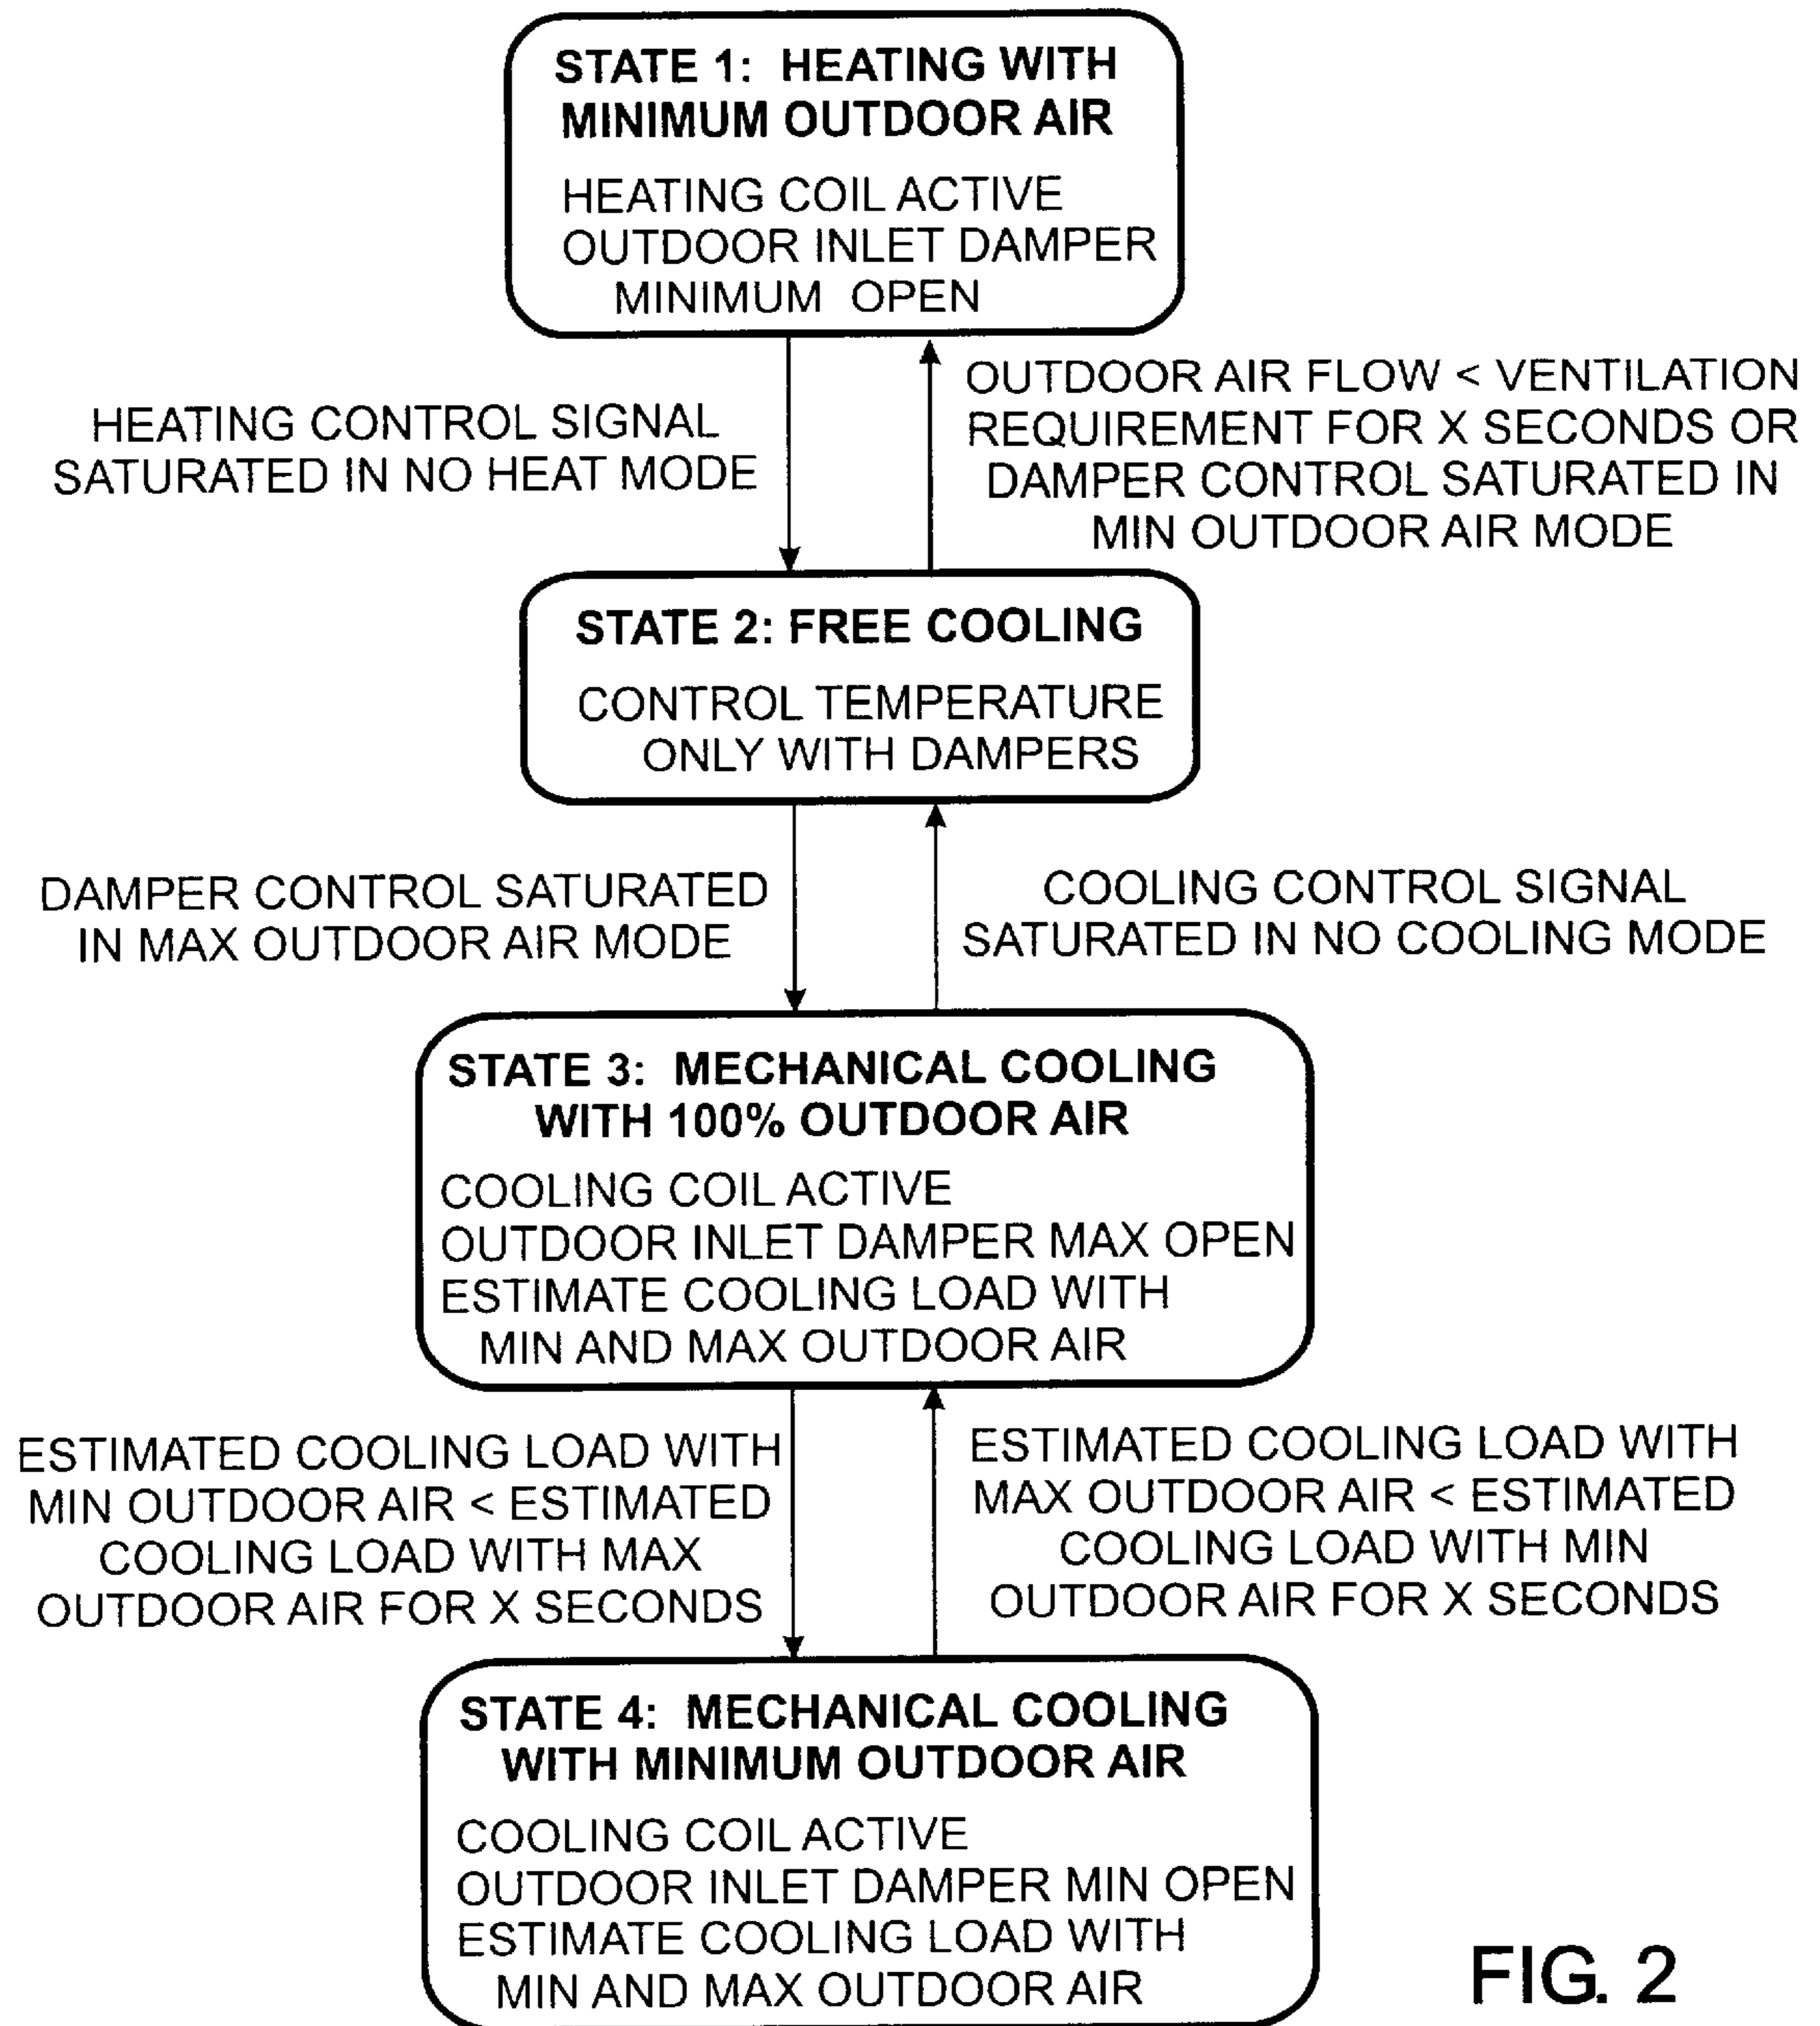 STATE 1: HEATING WITH
MINIMUM OUTDOOR AIR
HEATING COIL ACTIVE
OUTDOOR INLET DAMPER
MINIMUM OPEN
HEATING CONTROL SIGNAL
SATURATED IN NO HEAT MODE
OUTDOOR AIR FLOW < VENTILATION
REQUIREMENT FOR X SECONDS OR
DAMPER CONTROL SATURATED IN
MIN OUTDOOR AIR MODE
STATE 2: FREE COOLING
CONTROL TEMPERATURE
ONLY WITH DAMPERS
DAMPER CONTROL SATURATED
IN MAX OUTDOOR AIR MODE
COOLING CONTROL SIGNAL
SATURATED IN NO COOLING MODE
STATE 3: MECHANICAL COOLING
WITH 100% OUTDOOR AIR
COOLING COIL ACTIVE
OUTDOOR INLET DAMPER MAX OPEN
ESTIMATE COOLING LOAD WITH
MIN AND MAX OUTDOOR AIR
ESTIMATED COOLING LOAD WITH
MIN OUTDOOR AIR < ESTIMATED
COOLING LOAD WITH MAX
OUTDOOR AIR FOR X SECONDS
ESTIMATED COOLING LOAD WITH
MAX OUTDOOR AIR < ESTIMATED
COOLING LOAD WITH MIN
OUTDOOR AIR FOR X SECONDS
STATE 4: MECHANICAL COOLING
WITH MINIMUM OUTDOOR AIR
COOLING COIL ACTIVE
OUTDOOR INLET DAMPER MIN OPEN
ESTIMATE COOLING LOAD WITH
MIN AND MAX OUTDOOR AIR
FIG. 2